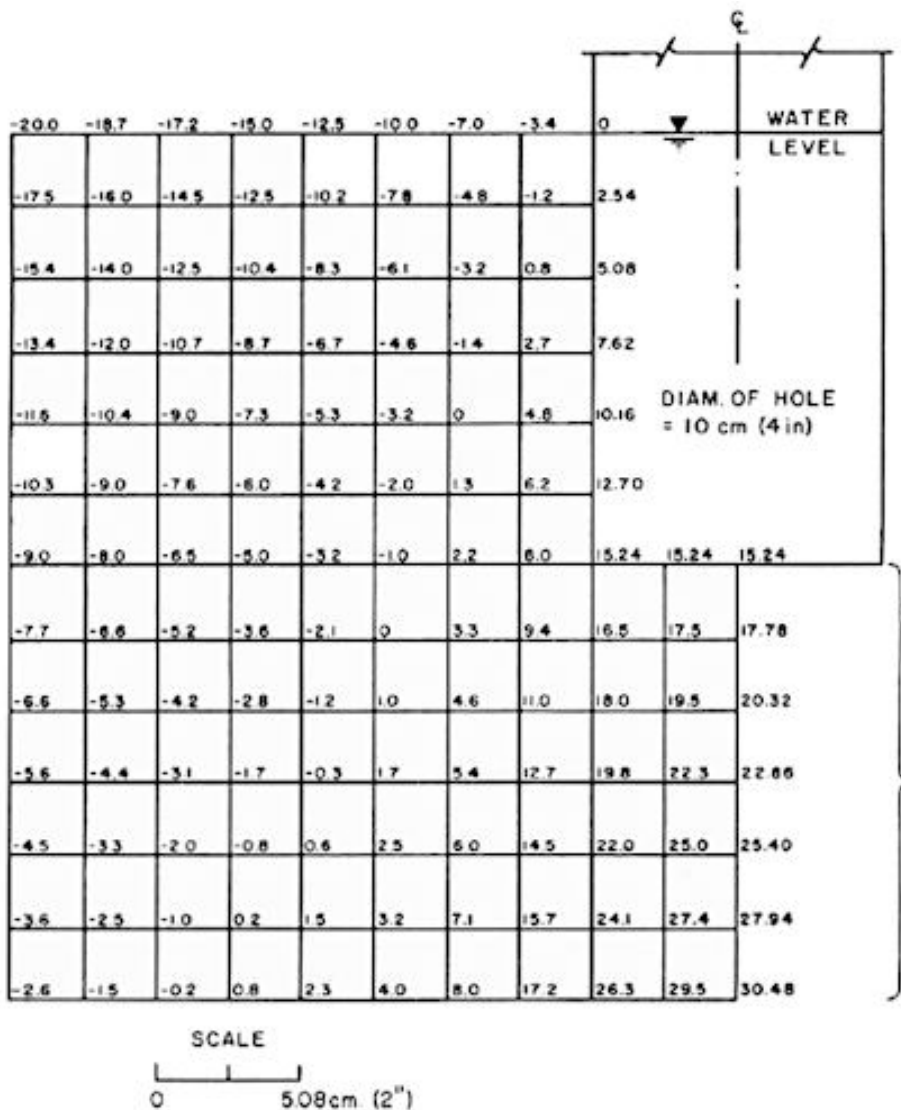 ℄
-20.0 -18.7 -17.2 -15.0 -12.5 -10.0 -7.0 -3.4 0 WATER
LEVEL
-17.5 -16.0 -14.5 -12.5 -10.2 -7.8 -4.8 -1.2 2.54
-15.4 -14.0 -12.5 -10.4 -8.3 -6.1 -3.2 0.8 5.08
-13.4 -12.0 -10.7 -8.7 -6.7 -4.6 -1.4 2.7 7.62
DIAM. OF HOLE
-11.6 -10.4 -9.0 -7.3 -5.3 -3.2 0 4.8 10.16
= 10 cm (4 in)
-10.3 -9.0 -7.6 -6.0 -4.2 -2.0 1.3 6.2 12.70
-9.0 -8.0 -6.5 -5.0 -3.2 -1.0 2.2 8.0 15.24 15.24 15.24
-7.7 -6.6 -5.2 -3.6 -2.1 0 3.3 9.4 16.5 17.5 17.78
-6.6 -5.3 -4.2 -2.8 -1.2 1.0 4.6 11.0 18.0 19.5 20.32
-5.6 -4.4 -3.1 -1.7 -0.3 1.7 5.4 12.7 19.8 22.3 22.86
-4.5 -3.3 -2.0 -0.8 0.6 2.5 6.0 14.5 22.0 25.0 25.40
-3.6 -2.5 -1.0 0.2 1.5 3.2 7.1 15.7 24.1 27.4 27.94
-2.6 -1.5 -0.2 0.8 2.3 4.0 8.0 17.2 26.3 29.5 30.48
SCALE
0 5.08cm. (2")